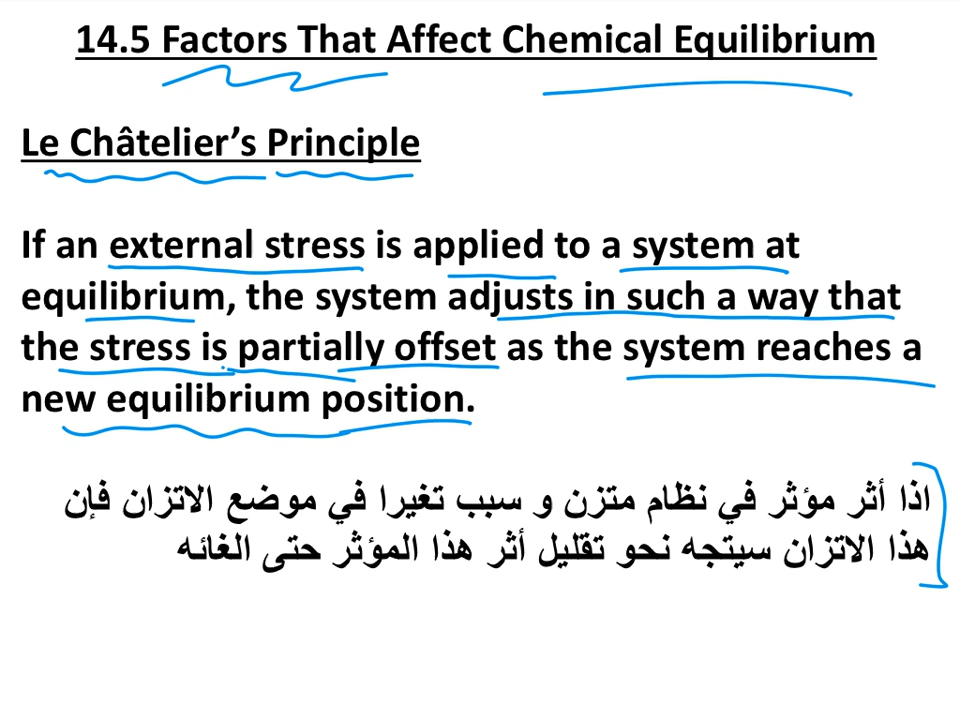 14.5 Factors That Affect Chemical Equilibrium
Le Châtelier’s Principle
If an external stress is applied to a system at
equilibrium, the system adjusts in such a way that
the stress is partially offset as the system reaches a
new equilibrium position.
اذا أثر مؤثر في نظام متزن و سبب تغيرا في موضع الاتزان فإن
هذا الاتزان سيتجه نحو تقليل أثر هذا المؤثر حتى الغائه